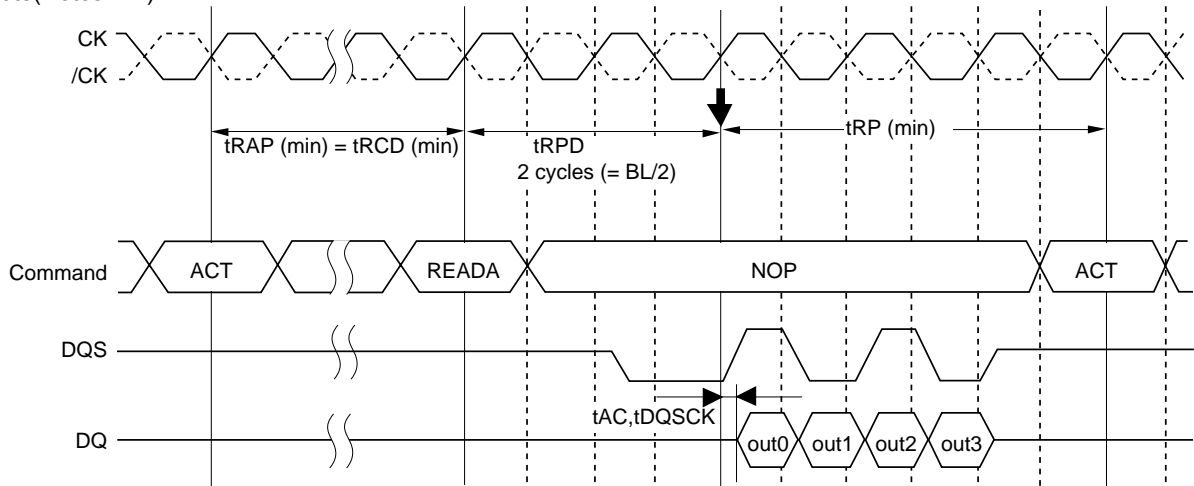 CK
/CK
tRAP (min) = tRCD (min)
tRPD
2 cycles (= BL/2)
tRP (min)
Command
ACT
READA
NOP
ACT
DQS
tAC,tDQSCK
DQ
out0
out1
out2
out3